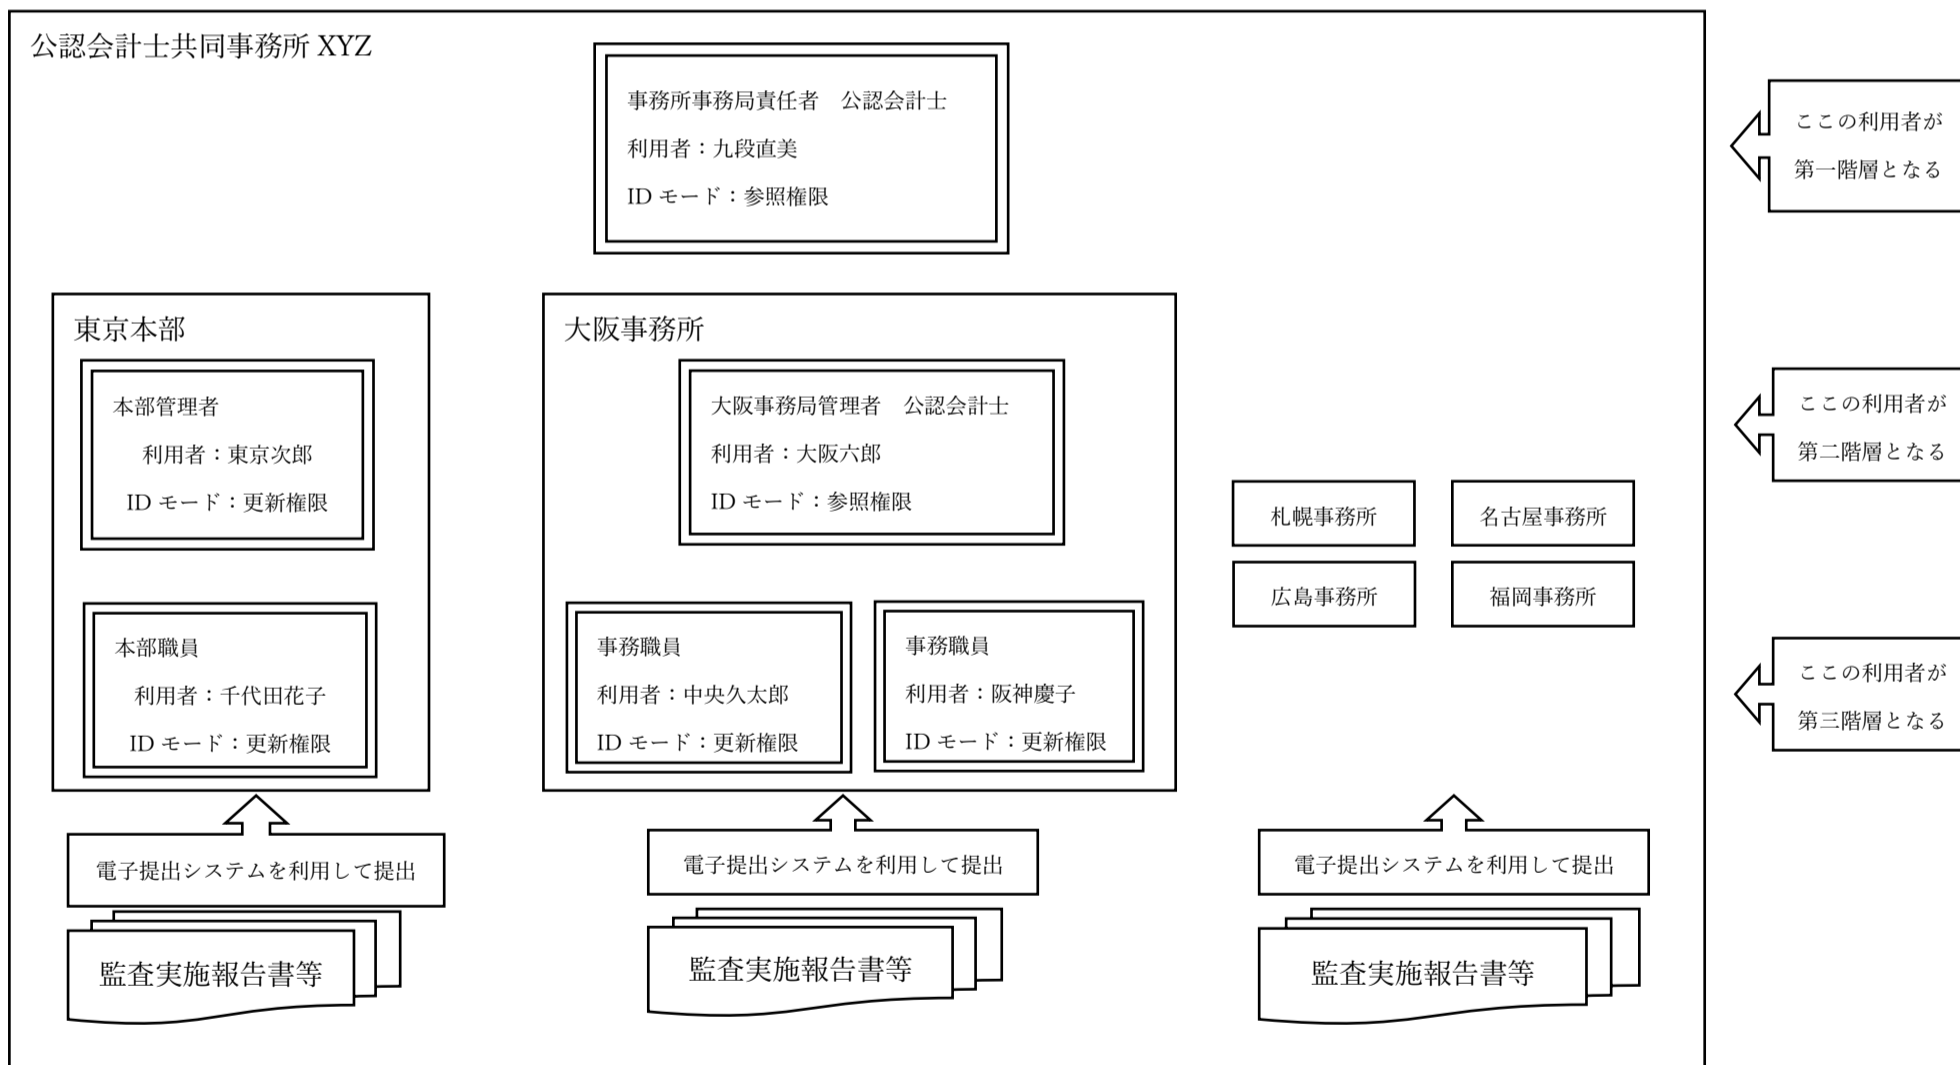 公認会計士共同事務所 XYZ
事務所事務局責任者　公認会計士
利用者：九段直美
ID モード：参照権限
ここの利用者が
第一階層となる
東京本部
本部管理者
利用者：東京次郎
ID モード：更新権限
本部職員
利用者：千代田花子
ID モード：更新権限
大阪事務所
大阪事務局管理者　公認会計士
利用者：大阪六郎
ID モード：参照権限
事務職員
利用者：中央久太郎
ID モード：更新権限
事務職員
利用者：阪神慶子
ID モード：更新権限
札幌事務所
名古屋事務所
広島事務所
福岡事務所
ここの利用者が
第二階層となる
ここの利用者が
第三階層となる
電子提出システムを利用して提出
監査実施報告書等
電子提出システムを利用して提出
監査実施報告書等
電子提出システムを利用して提出
監査実施報告書等